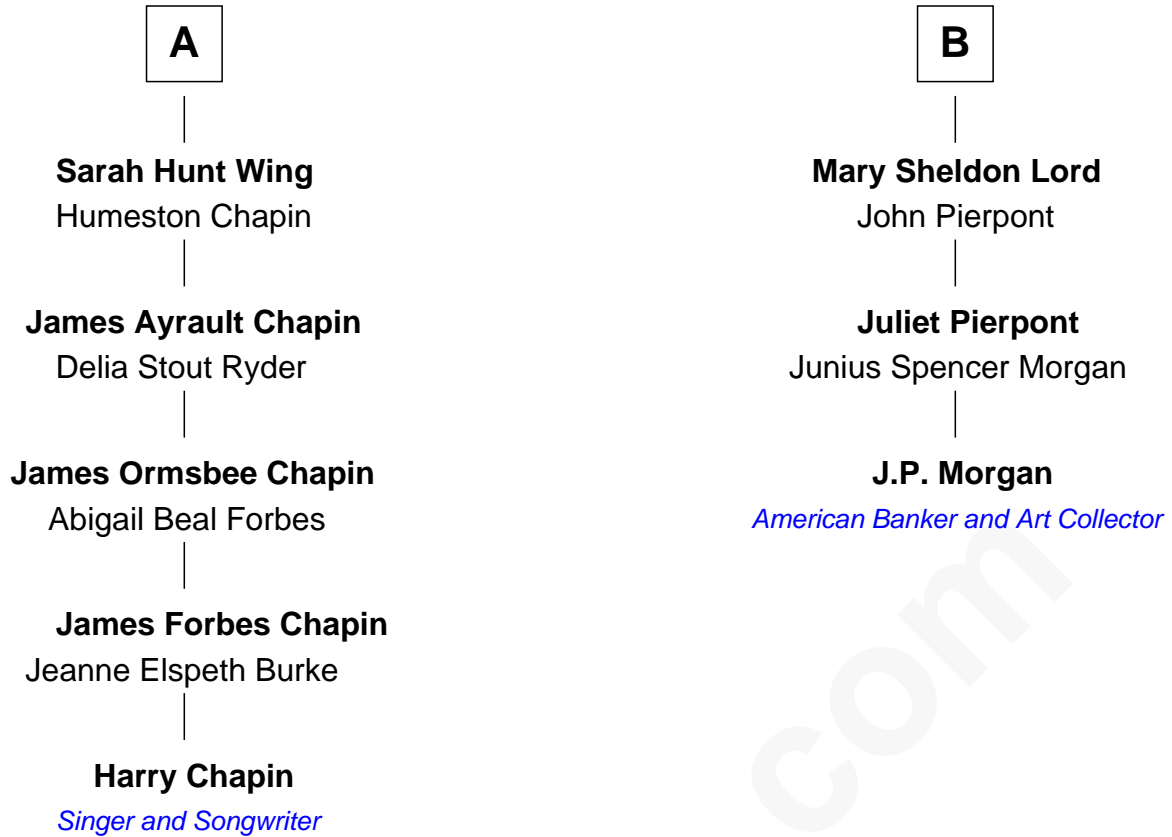 A
Sarah Hunt Wing
Humeston Chapin
James Ayrault Chapin
Delia Stout Ryder
James Ormsbee Chapin
Abigail Beal Forbes
James Forbes Chapin
Jeanne Elspeth Burke
Harry Chapin
Singer and Songwriter
B
Mary Sheldon Lord
John Pierpont
Juliet Pierpont
Junius Spencer Morgan
J.P. Morgan
American Banker and Art Collector
com